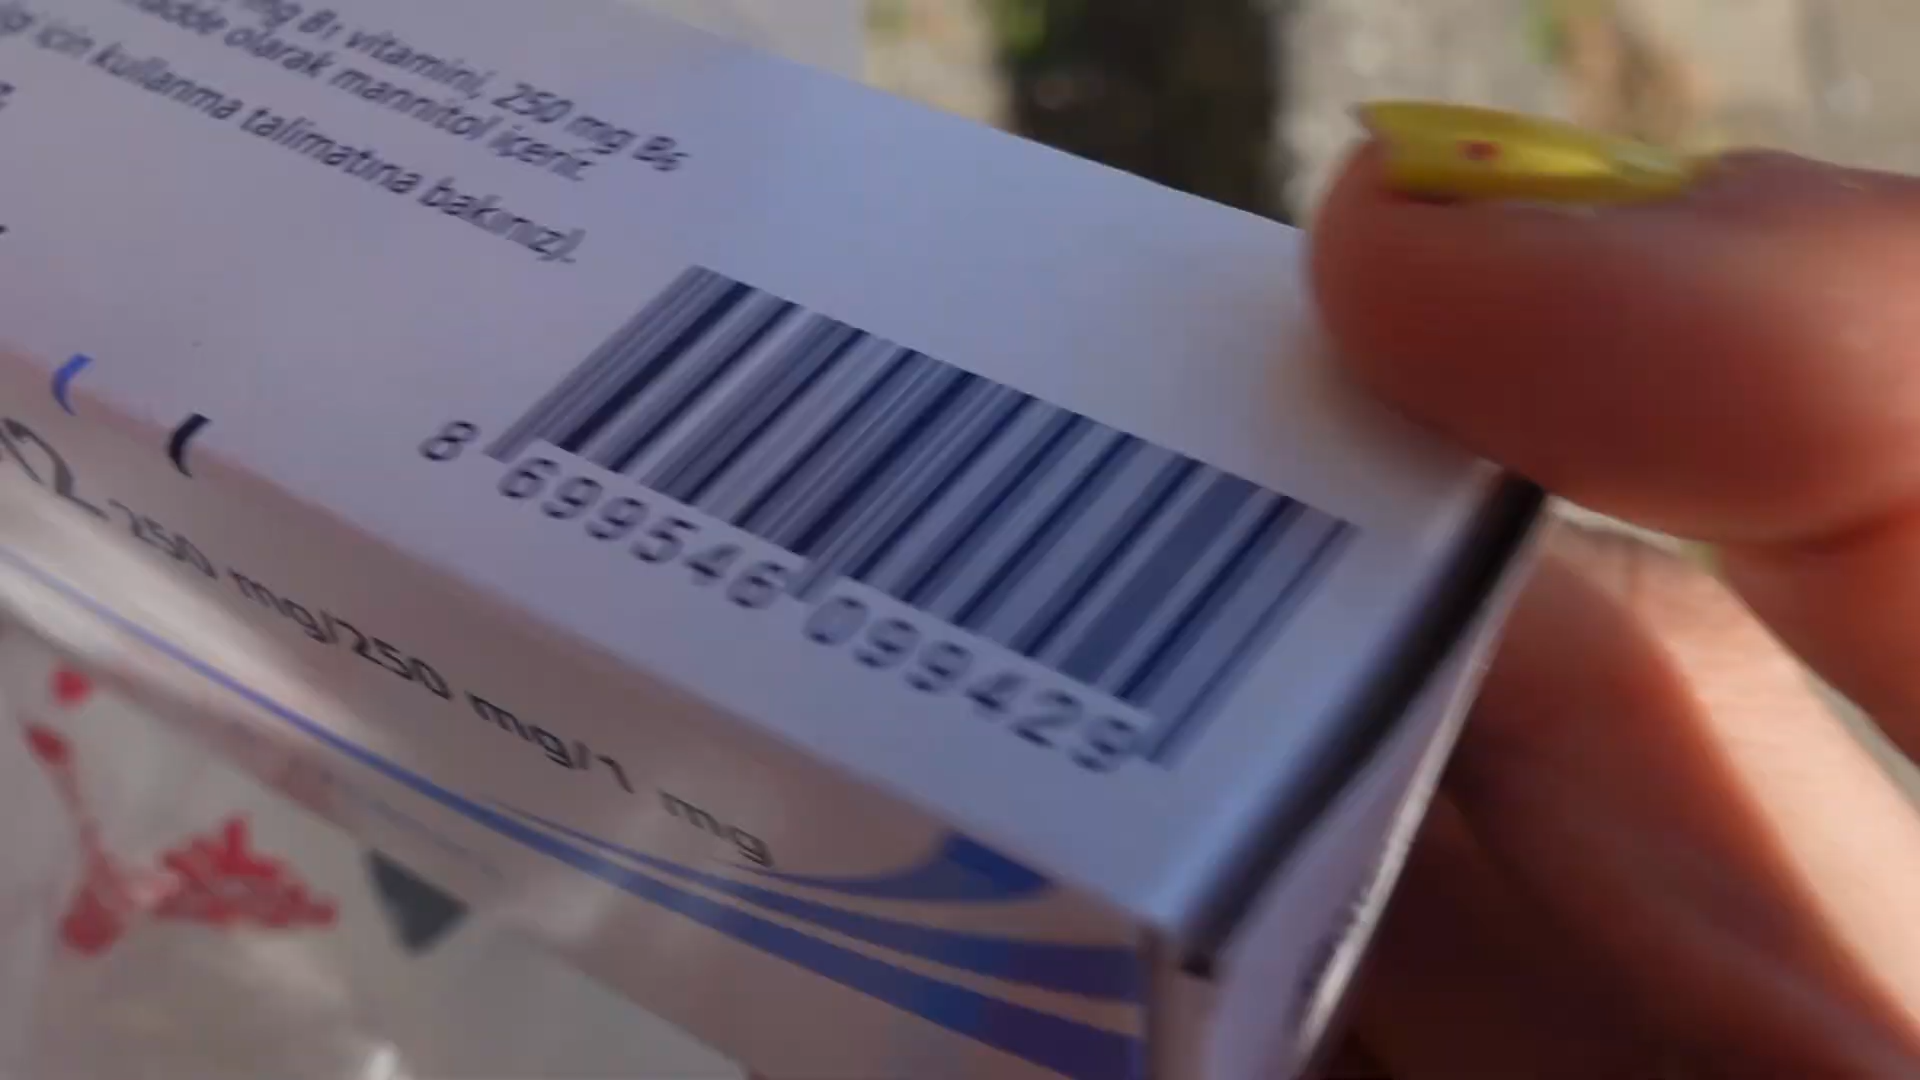 mg B₁ vitamini, 250 mg B₆
olarak mannitol içerir.
için kullanma talimatına bakınız).
8 699546 099429
250 mg/250 mg/1 mg